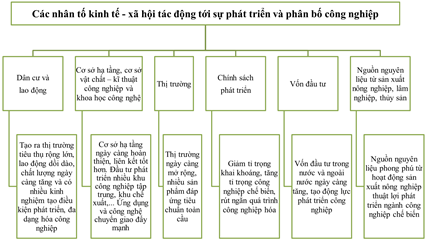 Các nhân tố kinh tế - xã hội tác động tới sự phát triển và phân bố công nghiệp
Dân cư và
lao động
Cơ sở hạ tầng, cơ sở
vật chất – kĩ thuật
công nghiệp và
khoa học công nghệ
Thị trường
Chính sách
phát triển
Vốn đầu tư
Nguồn nguyên
liệu từ sản xuất
nông nghiệp, lâm
nghiệp, thủy sản
Tạo ra thị trường
tiêu thụ rộng lớn,
lao động dồi dào,
chất lượng ngày
càng tăng và có
nhiều kinh
nghiệm tạo điều
kiện phát triển, đa
dạng hóa công
nghiệp
Cơ sở hạ tầng
ngày càng hoàn
thiện, liên kết tốt
hơn. Đầu tư phát
triển nhiều khu
công nghiệp tập
trung, khu chế
xuất,... Ứng dụng
và công nghệ
chuyển giao đẩy
mạnh
Thị trường
ngày càng
mở rộng,
nhiều sản
phẩm đáp
ứng tiêu
chuẩn toàn
cầu
Giảm tỉ trọng
khai khoáng, tăng
tỉ trọng công
nghiệp chế biến,
rút ngắn quá trình
công nghiệp hóa
Vốn đầu tư trong
nước và ngoài
nước ngày càng
tăng, tạo động lực
phát triển công
nghiệp
Nguồn nguyên
liệu phong phú từ
hoạt động sản
xuất nông nghiệp
thuận lợi phát
triển ngành công
nghiệp chế biến